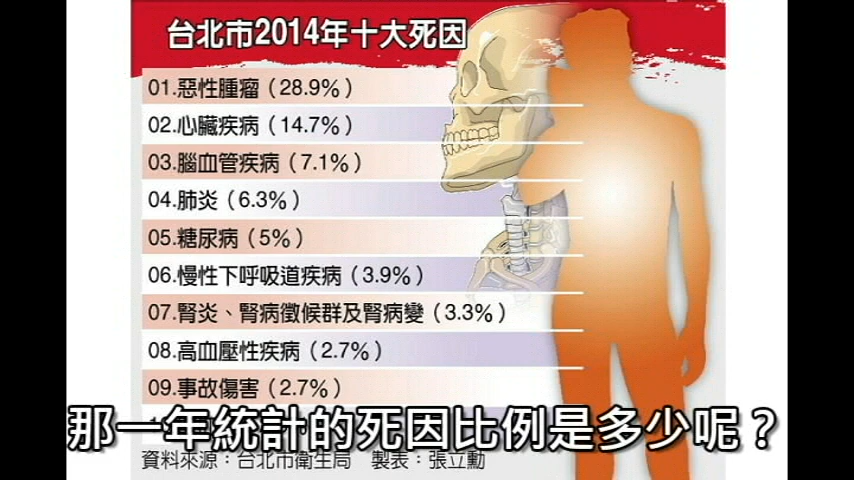 台北市2014年十大死因
01.惡性腫瘤（28.9%）
02.心臟疾病（14.7%）
03.腦血管疾病（7.1%）
04.肺炎（6.3%）
05.糖尿病（5%）
06.慢性下呼吸道疾病（3.9%）
07.腎炎、腎病徵候群及腎病變（3.3%）
08.高血壓性疾病（2.7%）
09.事故傷害（2.7%）
那一年統計的死因比例是多少呢？
資料來源：台北市衛生局　製表：張立勳